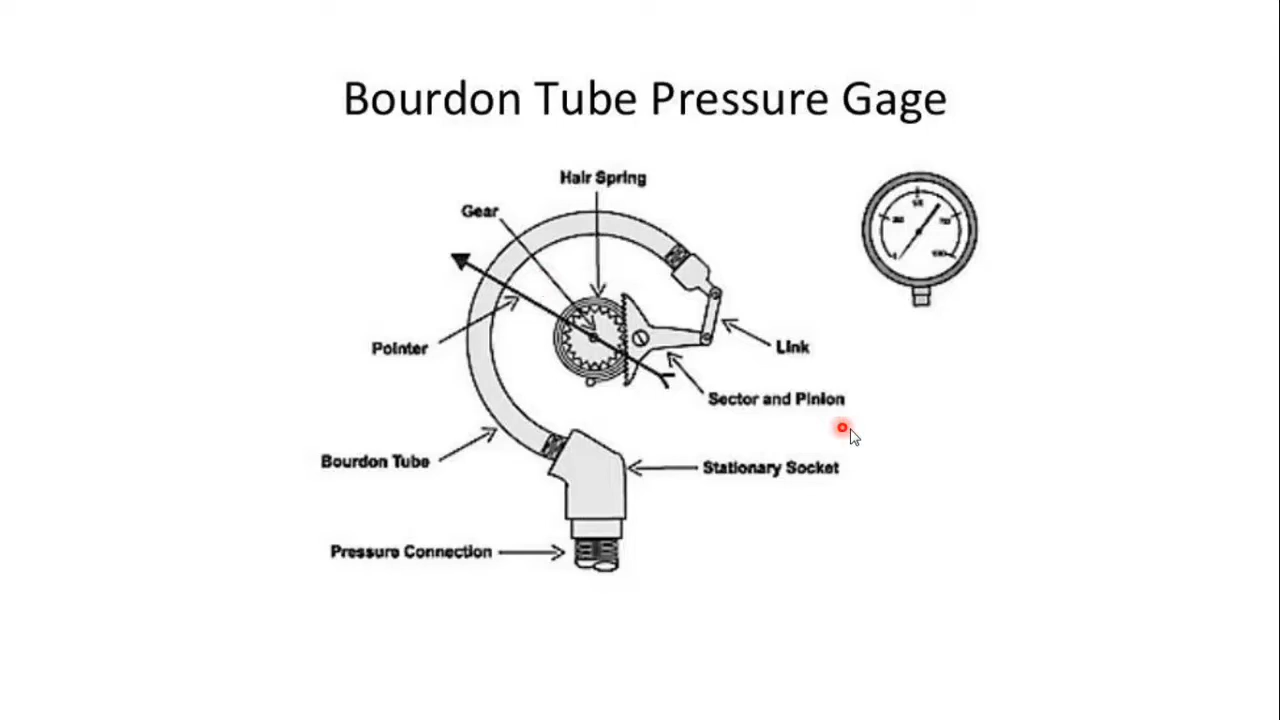 Bourdon Tube Pressure Gage
Hair Spring
Gear
Pointer
Link
Sector and Pinion
Bourdon Tube
Stationary Socket
Pressure Connection